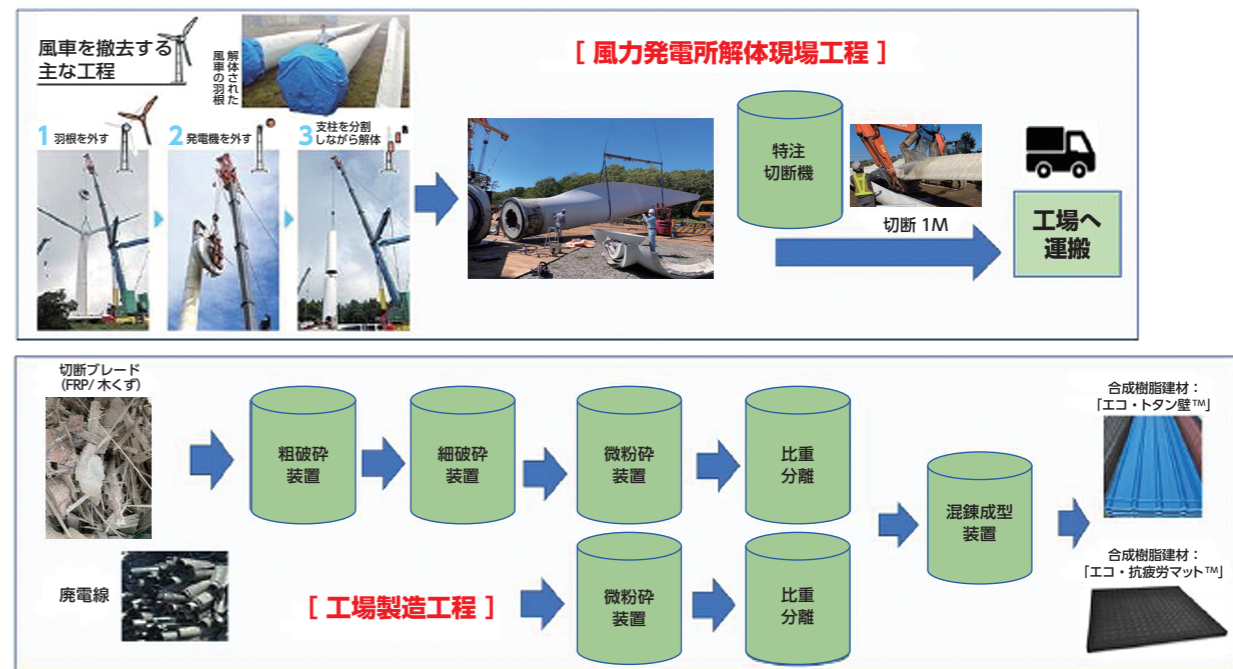 風車を撤去する
主な工程
解体された
風車の羽根
[ 風力発電所解体現場工程 ]
1 羽根を外す
2 発電機を外す
3 支柱を分割
しながら解体
特注
切断機
切断 1M
工場へ
運搬
切断ブレード
(FRP/ 木くず)
粗破砕
装置
細破砕
装置
微粉砕
装置
比重
分離
混錬成型
装置
合成樹脂建材：
「エコ・トタン壁™」
廃電線
[ 工場製造工程 ]
微粉砕
装置
比重
分離
合成樹脂建材：
「エコ・抗疲労マット™」